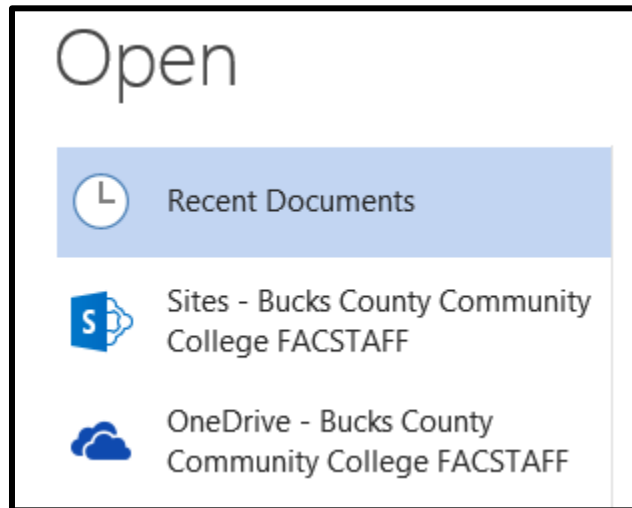 Open
Recent Documents
S
Sites - Bucks County Community
College FACSTAFF
OneDrive - Bucks County
Community College FACSTAFF